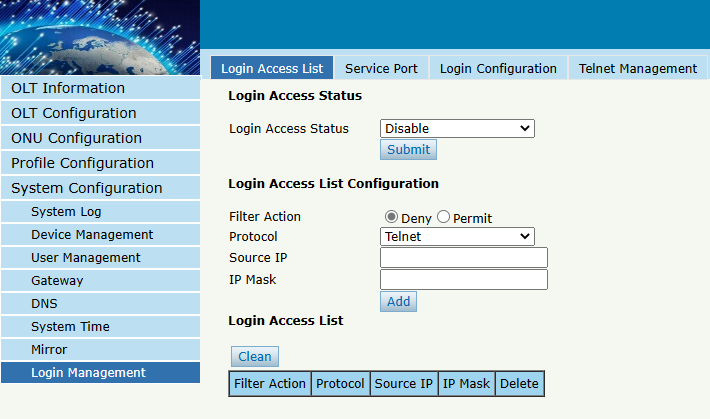 Login Access List Service Port Login Configuration Telnet Management
OLT Information
OLT Configuration
ONU Configuration
Profile Configuration
System Configuration
System Log
Device Management
User Management
Gateway
DNS
System Time
Mirror
Login Management
Login Access Status
Login Access Status Disable
Submit
Login Access List Configuration
Filter Action Deny Permit
Protocol Telnet
Source IP
IP Mask
Add
Login Access List
Clean
Filter Action Protocol Source IP IP Mask Delete